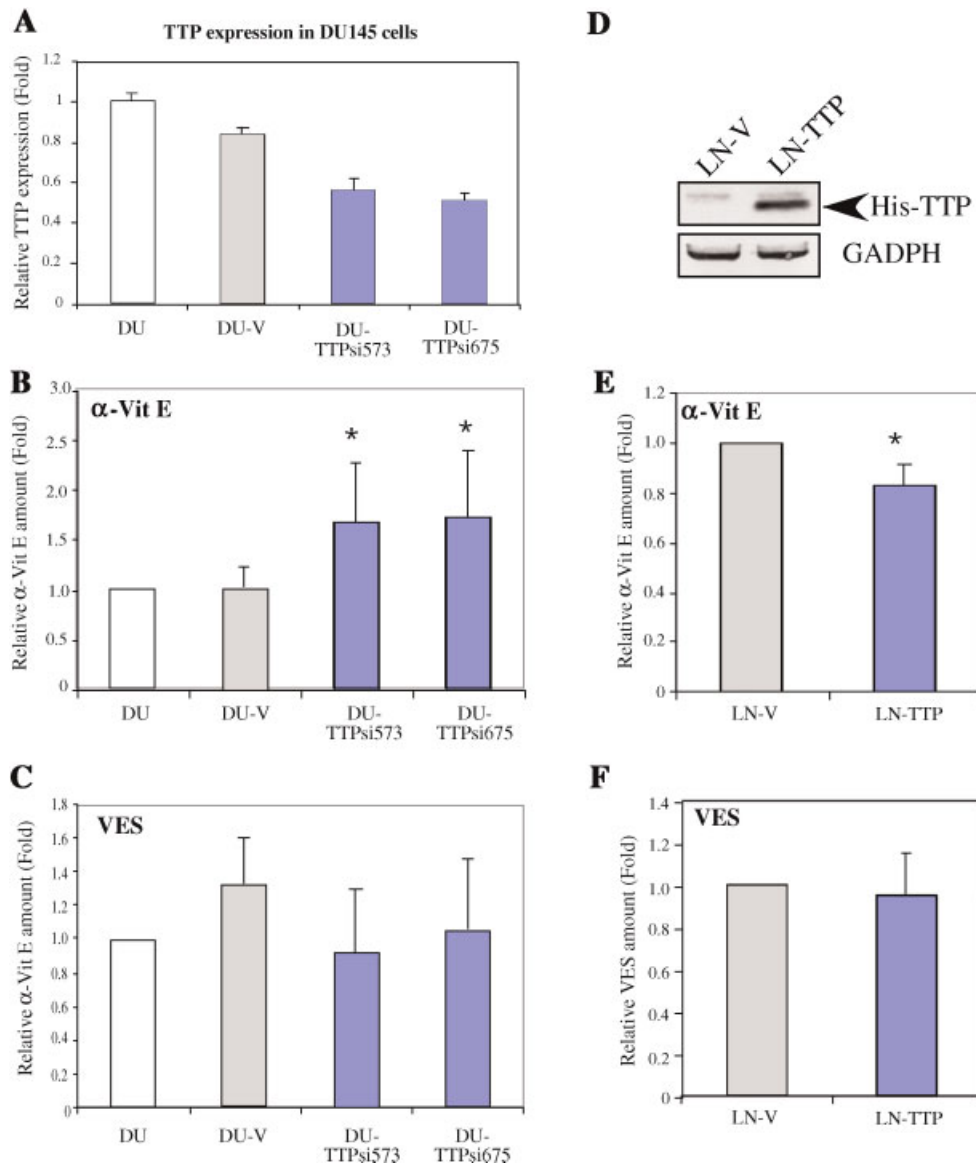 A
TTP expression in DU145 cells
Relative TTP expression (Fold)
1.2
1
0.8
0.6
0.4
0.2
0
DU
DU-V
DU-
TTPsi573
DU-
TTPsi675
B
α-Vit E
Relative α-Vit E amount (Fold)
3.0
2.5
2.0
1.5
1.0
0.5
0
*
*
DU
DU-V
DU-
TTPsi573
DU-
TTPsi675
C
VES
Relative α-Vit E amount (Fold)
1.8
1.6
1.4
1.2
1.0
0.8
0.6
0.4
0.2
0
DU
DU-V
DU-
TTPsi573
DU-
TTPsi675
D
LN-V
LN-TTP
His-TTP
GADPH
E
α-Vit E
Relative α-Vit E amount (Fold)
1.2
1.0
0.8
0.6
0.4
0.2
0
*
LN-V
LN-TTP
F
VES
Relative VES amount (Fold)
1.4
1.2
1.0
0.8
0.6
0.4
0.2
0
LN-V
LN-TTP